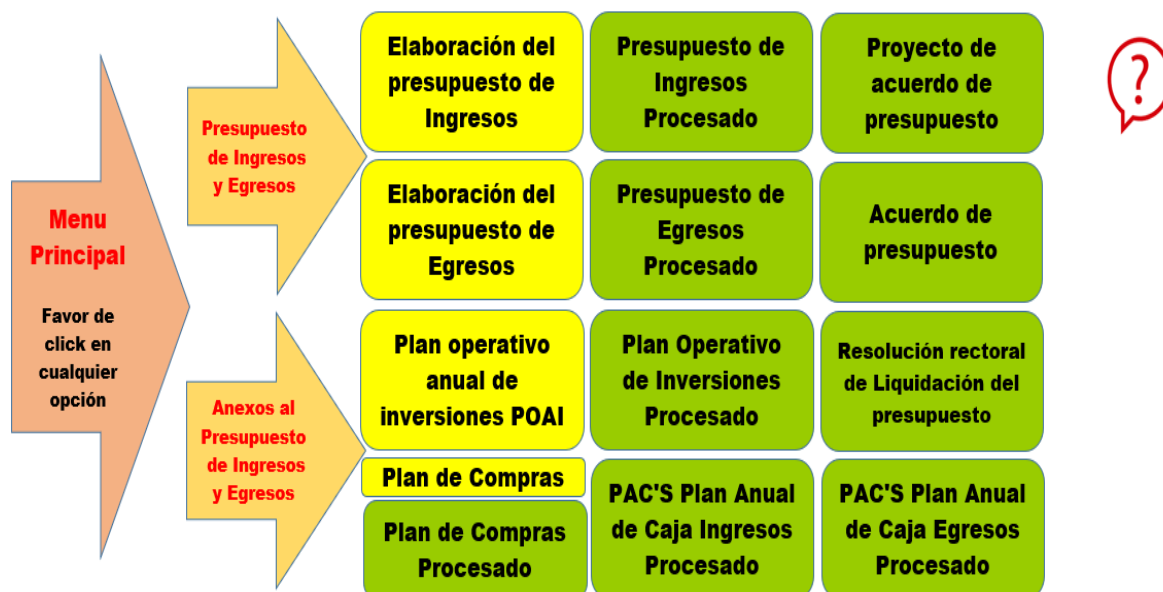 Menu
Principal
Favor de
click en
cualquier
opción
Presupuesto
de Ingresos
y Egresos
Elaboración del
presupuesto de
Ingresos
Presupuesto de
Ingresos
Procesado
Proyecto de
acuerdo de
presupuesto
?
Elaboración del
presupuesto de
Egresos
Presupuesto de
Egresos
Procesado
Acuerdo de
presupuesto
Anexos al
Presupuesto
de Ingresos
y Egresos
Plan operativo
anual de
inversiones POAI
Plan Operativo
de Inversiones
Procesado
Resolución rectoral
de Liquidación del
presupuesto
Plan de Compras
Plan de Compras
Procesado
PAC'S Plan Anual
de Caja Ingresos
Procesado
PAC'S Plan Anual
de Caja Egresos
Procesado